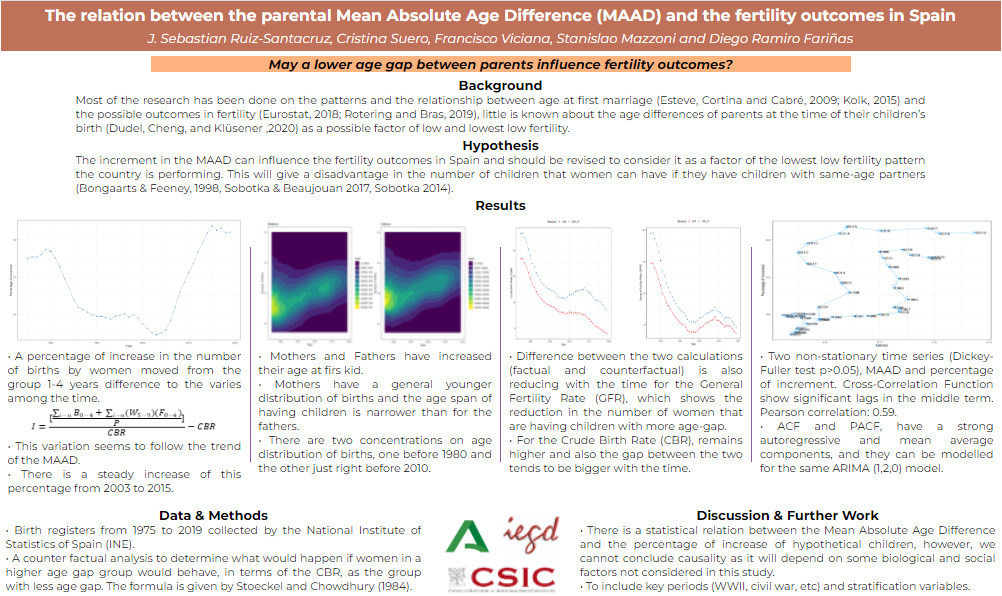 The relation between the parental Mean Absolute Age Difference (MAAD) and the fertility outcomes in Spain
J. Sebastian Ruiz-Santacruz, Cristina Suero, Francisco Viciana, Stanislao Mazzoni and Diego Ramiro Fariñas
May a lower age gap between parents influence fertility outcomes?
Background
Most of the research has been done on the patterns and the relationship between age at first marriage (Esteve, Cortina and Cabré, 2009; Kolk, 2015) and
the possible outcomes in fertility (Eurostat, 2018; Rotering and Bras, 2019), little is known about the age differences of parents at the time of their children's
birth (Dudel, Cheng, and Klüsener ,2020) as a possible factor of low and lowest low fertility.
Hypothesis
The increment in the MAAD can influence the fertility outcomes in Spain and should be revised to consider it as a factor of the lowest low fertility pattern
the country is performing. This will give a disadvantage in the number of children that women can have if they have children with same-age partners
(Bongaarts & Feeney, 1998, Sobotka & Beaujouan 2017, Sobotka 2014).
Results
MAAD
• A percentage of increase in the number
of births by women moved from the
group 1-4 years difference to the varies
among the time.
I = [Σi-n B0-4 + Σi-n(W5-9)(F0-4)] / P / CBR − CBR
• This variation seems to follow the trend
of the MAAD.
• There is a steady increase of this
percentage from 2003 to 2015.
• Mothers and Fathers have increased
their age at firs kid.
• Mothers have a general younger
distribution of births and the age span of
having children is narrower than for the
fathers.
• There are two concentrations on age
distribution of births, one before 1980 and
the other just right before 2010.
• Difference between the two calculations
(factual and counterfactual) is also
reducing with the time for the General
Fertility Rate (GFR), which shows the
reduction in the number of women that
are having children with more age-gap.
• For the Crude Birth Rate (CBR), remains
higher and also the gap between the two
tends to be bigger with the time.
• Two non-stationary time series (Dickey-
Fuller test p>0.05), MAAD and percentage
of increment. Cross-Correlation Function
show significant lags in the middle term.
Pearson correlation: 0.59.
• ACF and PACF, have a strong
autoregressive and mean average
components, and they can be modelled
for the same ARIMA (1,2,0) model.
Data & Methods
• Birth registers from 1975 to 2019 collected by the National Institute of
Statistics of Spain (INE).
• A counter factual analysis to determine what would happen if women in a
higher age gap group would behave, in terms of the CBR, as the group
with less age gap. The formula is given by Stoeckel and Chowdhury (1984).
A iegd
CSIC
Discussion & Further Work
• There is a statistical relation between the Mean Absolute Age Difference
and the percentage of increase of hypothetical children, however, we
cannot conclude causality as it will depend on some biological and social
factors not considered in this study.
• To include key periods (WWII, civil war, etc) and stratification variables.